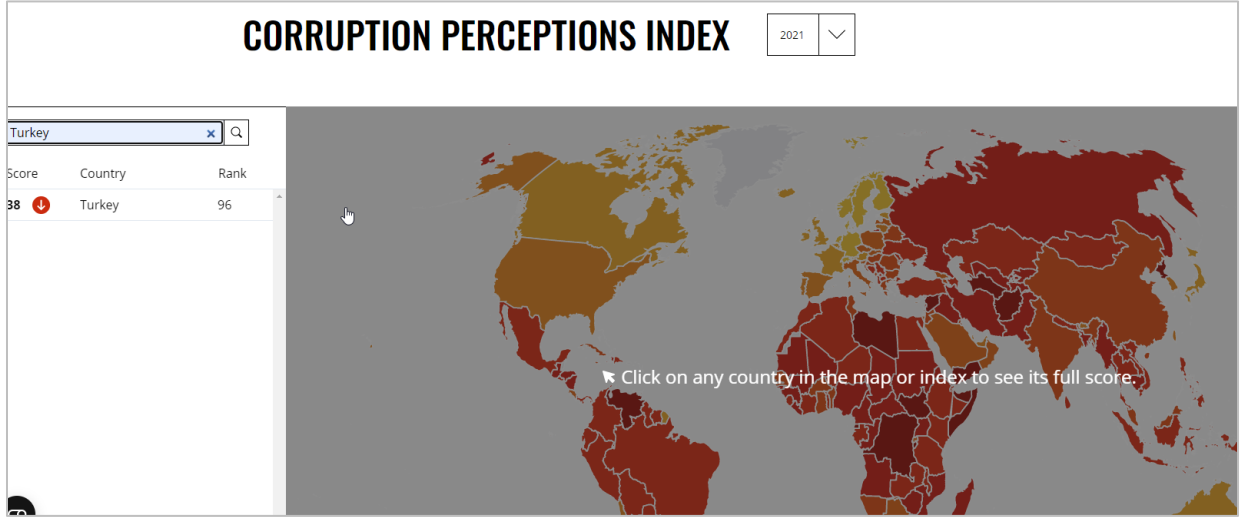 CORRUPTION PERCEPTIONS INDEX 2021
Turkey
Score Country Rank
38 Turkey 96
Click on any country in the map or index to see its full score.